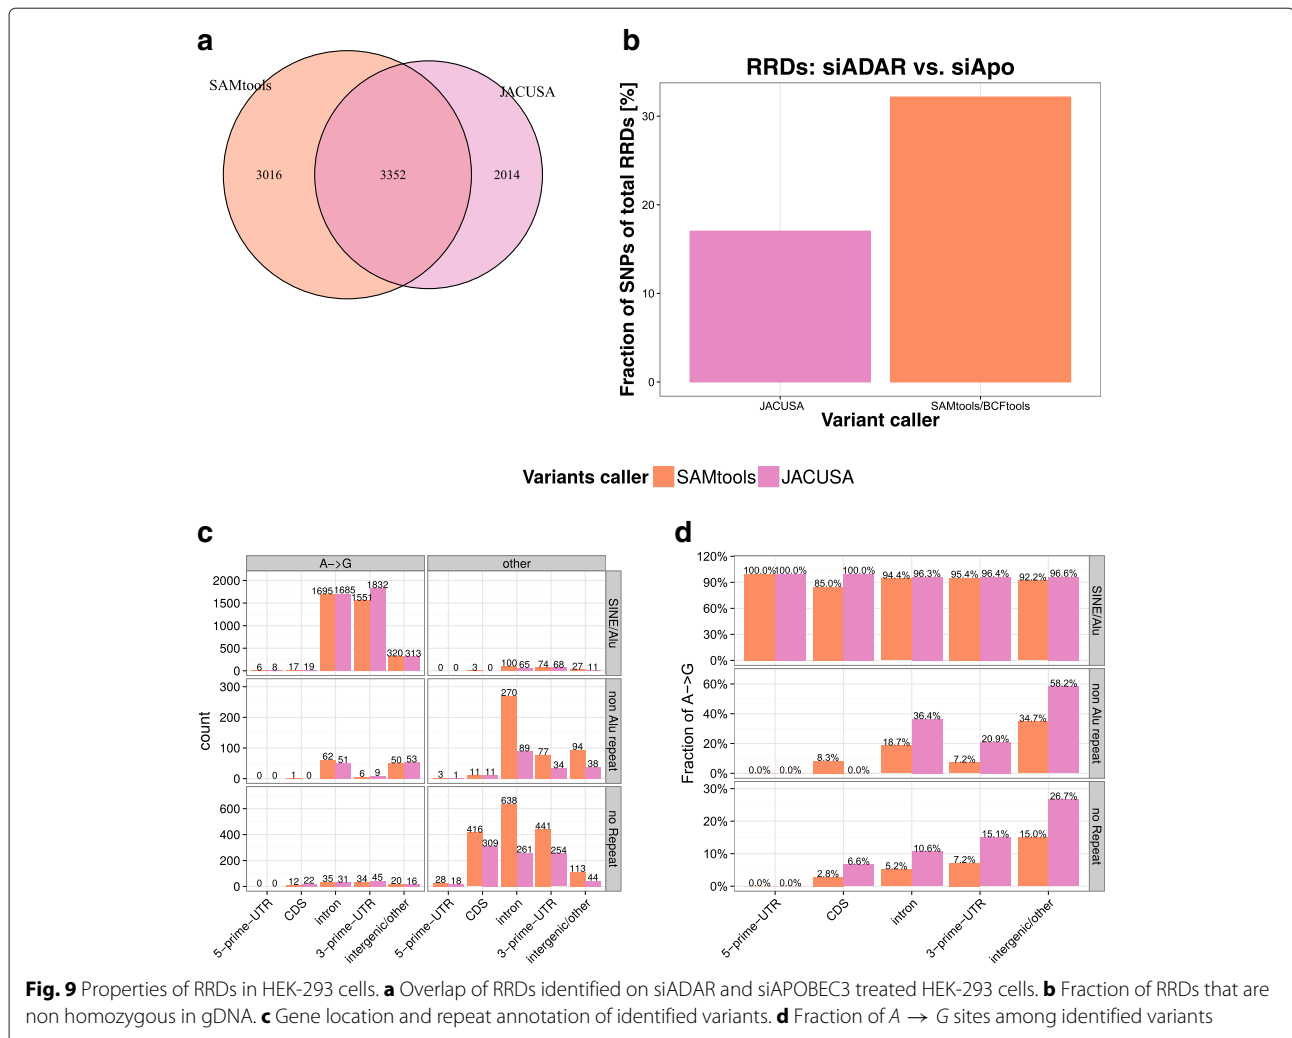 a
SAMtools
JACUSA
3016
3352
2014
b
RRDs: siADAR vs. siApo
Fraction of SNPs of total RRDs [%]
30
20
10
0
JACUSA
SAMtools/BCFtools
Variant caller
Variants caller SAMtools JACUSA
c
A−>G
other
count
2000
1500
1000
500
0
6 8 17 19 1695 1685 1551 1832 320 313
0 0 3 0 100 65 74 68 27 11
SINE/Alu
300
200
100
0
0 0 1 0 62 51 6 9 50 53
3 1 11 11 270 89 77 34 94 38
non Alu repeat
600
400
200
0
0 0 12 22 35 31 34 45 20 16
28 18 416 309 638 261 441 254 113 44
no Repeat
5−prime−UTR
CDS
intron
3−prime−UTR
intergenic/other
5−prime−UTR
CDS
intron
3−prime−UTR
intergenic/other
d
Fraction of A−>G
120%
90%
60%
30%
0%
100.0% 100.0% 85.0% 100.0% 94.4% 96.3% 95.4% 96.4% 92.2% 96.6%
SINE/Alu
60%
40%
20%
0%
0.0% 0.0% 8.3% 0.0% 18.7% 36.4% 7.2% 20.9% 34.7% 58.2%
non Alu repeat
30%
20%
10%
0%
0.0% 0.0% 2.8% 6.6% 5.2% 10.6% 7.2% 15.1% 15.0% 26.7%
no Repeat
5−prime−UTR
CDS
intron
3−prime−UTR
intergenic/other
Fig. 9 Properties of RRDs in HEK-293 cells. a Overlap of RRDs identified on siADAR and siAPOBEC3 treated HEK-293 cells. b Fraction of RRDs that are
non homozygous in gDNA. c Gene location and repeat annotation of identified variants. d Fraction of A → G sites among identified variants